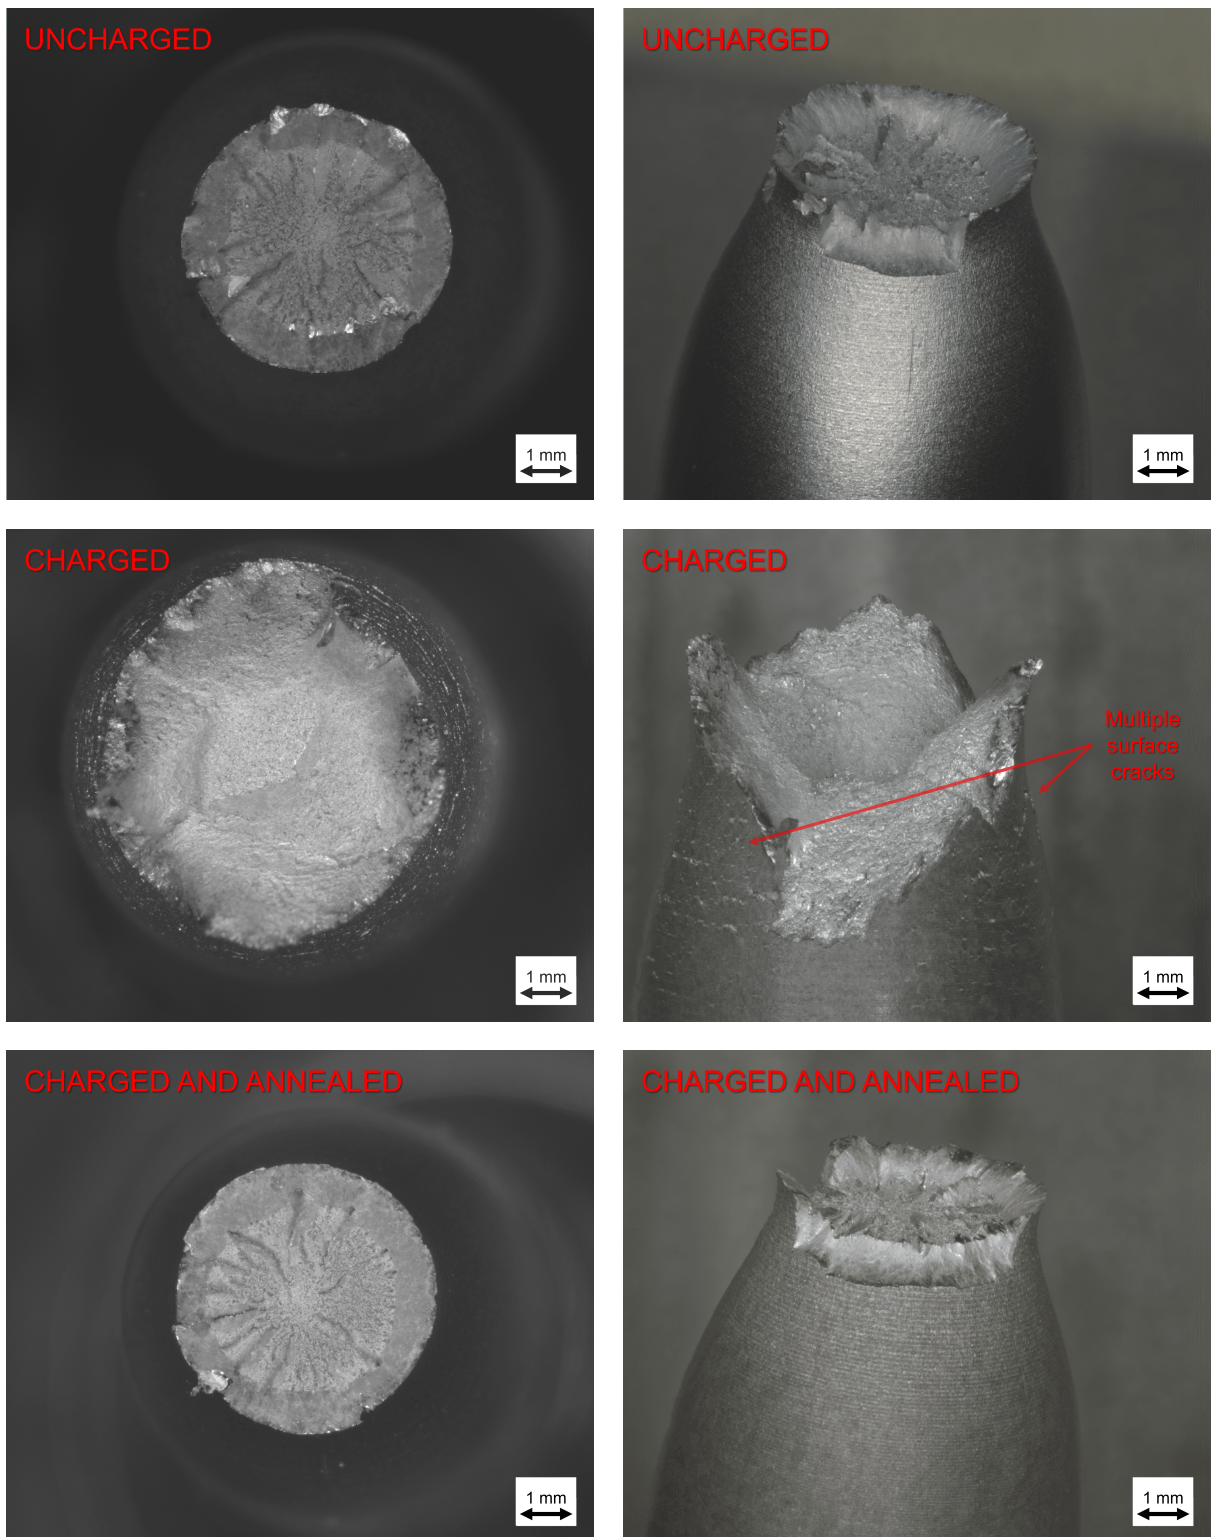 UNCHARGED
1 mm
UNCHARGED
1 mm
CHARGED
1 mm
CHARGED
Multiple
surface
cracks
1 mm
CHARGED AND ANNEALED
1 mm
CHARGED AND ANNEALED
1 mm